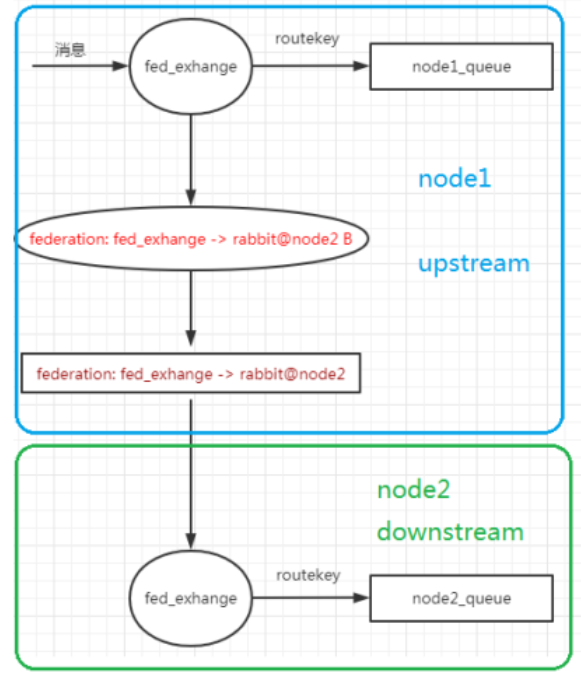 消息
fed_exhange
routekey
node1_queue
node1
federation: fed_exhange -> rabbit@node2 B
upstream
federation: fed_exhange -> rabbit@node2
node2
downstream
fed_exhange
routekey
node2_queue